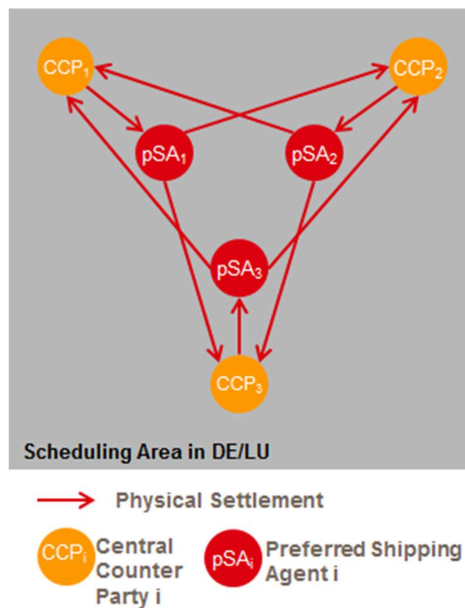 CCP₁
CCP₂
pSA₁
pSA₂
pSA₃
CCP₃
Scheduling Area in DE/LU
Physical Settlement
CCPᵢ
Central
Counter
Party i
pSAᵢ
Preferred Shipping
Agent i